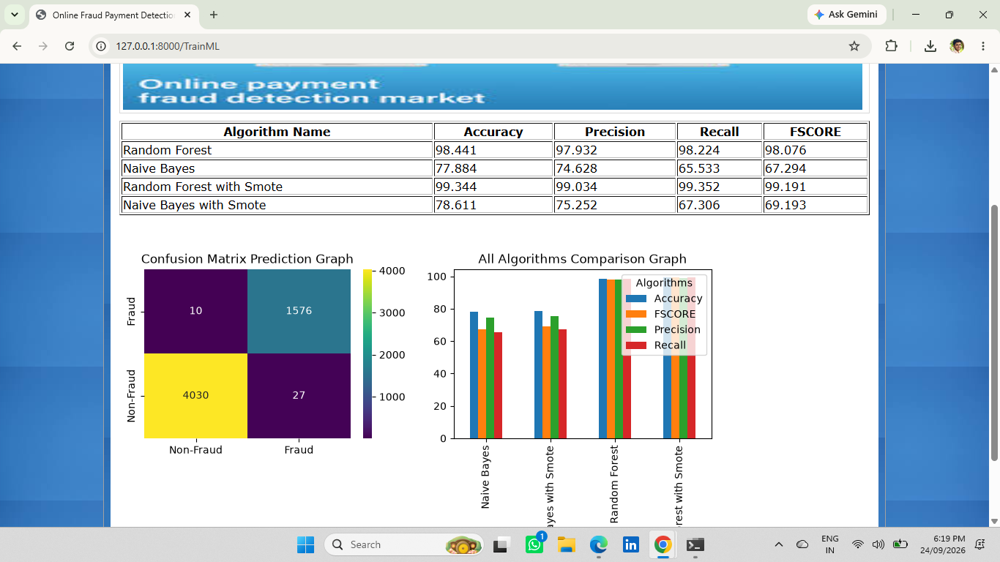 Online Fraud Payment Detectio
Ask Gemini
127.0.0.1:8000/TrainML
Online payment
fraud detection market
Algorithm Name Accuracy Precision Recall FSCORE
Random Forest 98.441 97.932 98.224 98.076
Naive Bayes 77.884 74.628 65.533 67.294
Random Forest with Smote 99.344 99.034 99.352 99.191
Naive Bayes with Smote 78.611 75.252 67.306 69.193
Confusion Matrix Prediction Graph
Fraud
Non-Fraud
10 1576
4030 27
Non-Fraud Fraud
4000
3000
2000
1000
All Algorithms Comparison Graph
100
80
60
40
20
0
Algorithms
Accuracy
FSCORE
Precision
Recall
Naive Bayes
ayes with Smote
Random Forest
rest with Smote
Search
1
ENG
IN
6:19 PM
24/09/2026